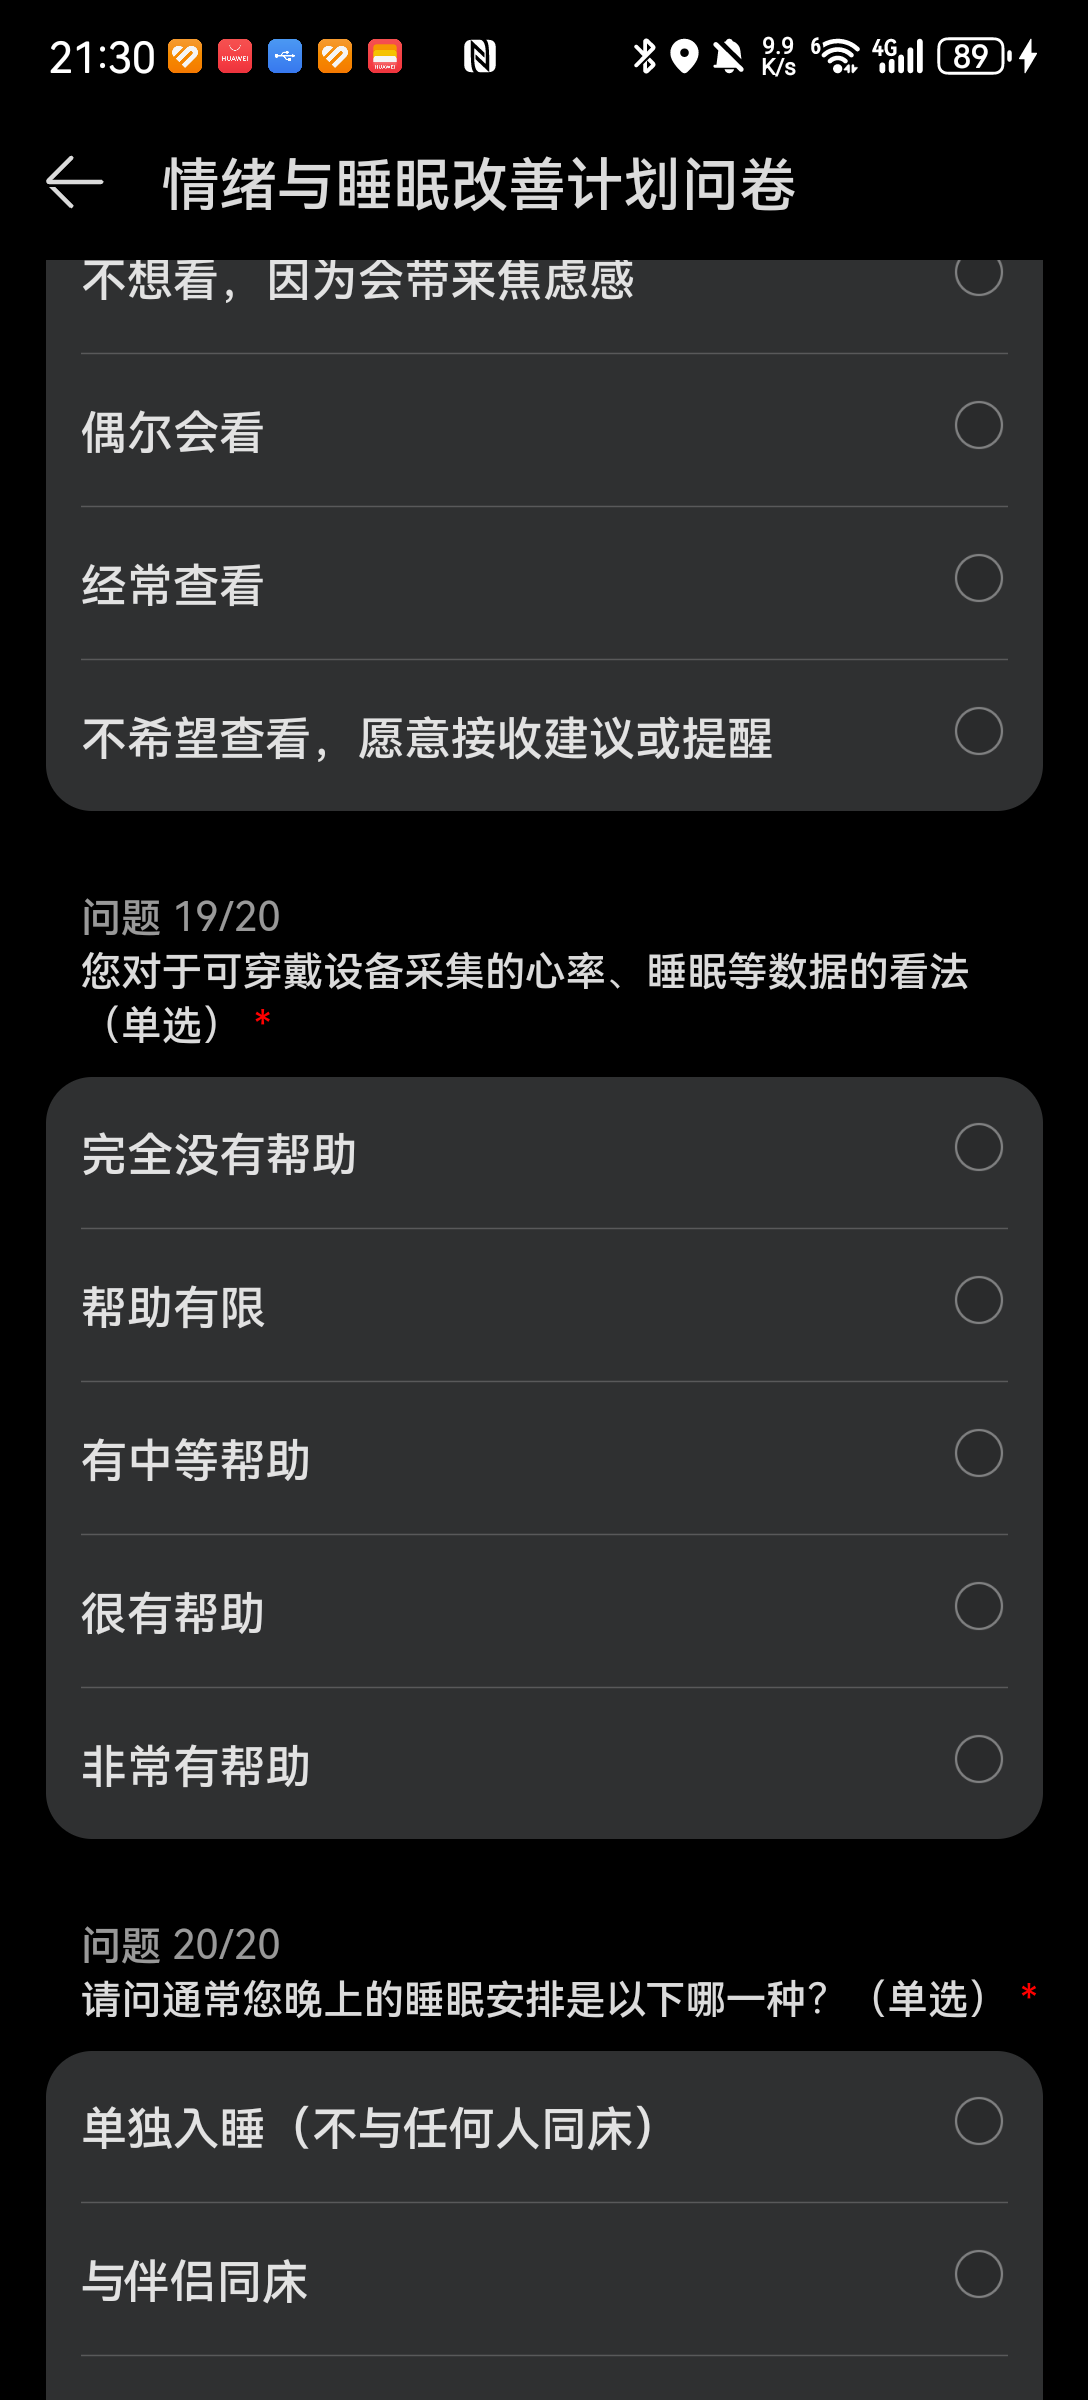 21:30
HUAWEI
HUAWEI
9.9 K/s
6
4G
89
情绪与睡眠改善计划问卷
不想看，因为会带来焦虑感
偶尔会看
经常查看
不希望查看，愿意接收建议或提醒
问题 19/20
您对于可穿戴设备采集的心率、睡眠等数据的看法
（单选） *
完全没有帮助
帮助有限
有中等帮助
很有帮助
非常有帮助
问题 20/20
请问通常您晚上的睡眠安排是以下哪一种？（单选） *
单独入睡（不与任何人同床）
与伴侣同床